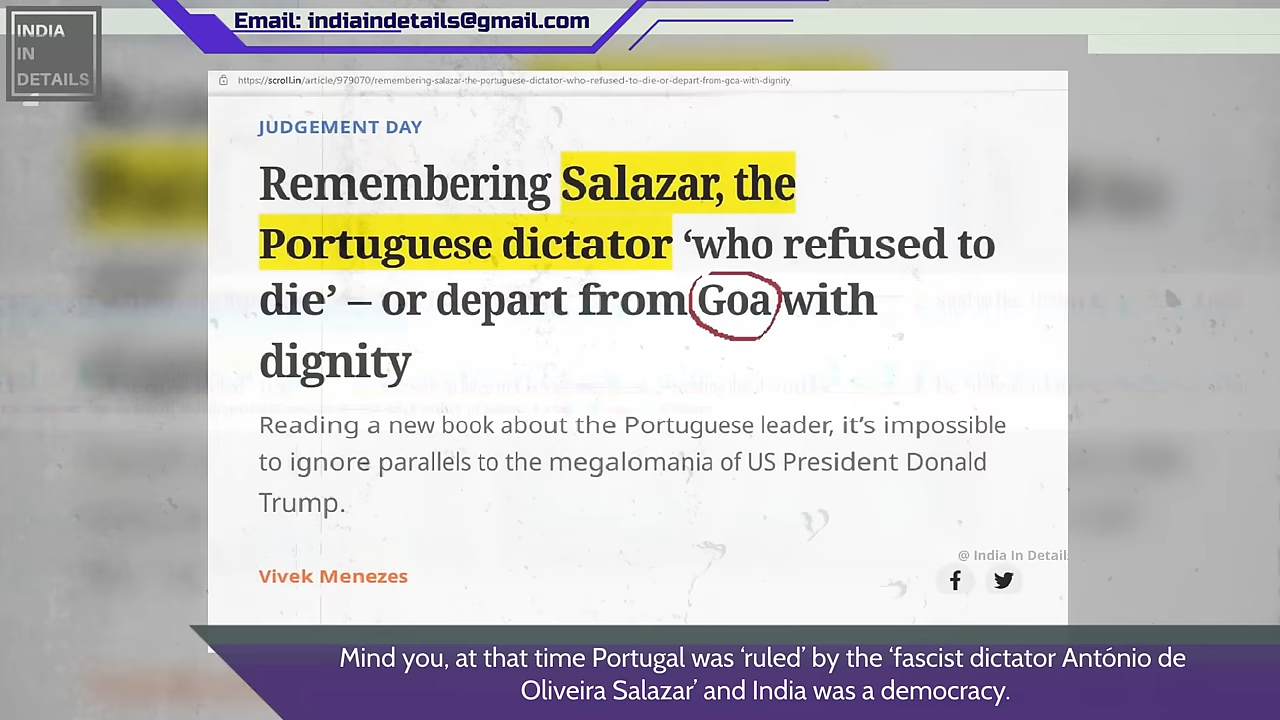 Email: indiaindetails@gmail.com
INDIA
IN
DETAILS
https://scroll.in/article/979070/remembering-salazar-the-portuguese-dictator-who-refused-to-die-or-depart-from-goa-with-dignity
JUDGEMENT DAY
Remembering Salazar, the
Portuguese dictator ‘who refused to
die’ – or depart from Goa with
dignity
Reading a new book about the Portuguese leader, it’s impossible
to ignore parallels to the megalomania of US President Donald
Trump.
@ India In Detail
Vivek Menezes
Mind you, at that time Portugal was ‘ruled’ by the ‘fascist dictator António de
Oliveira Salazar’ and India was a democracy.